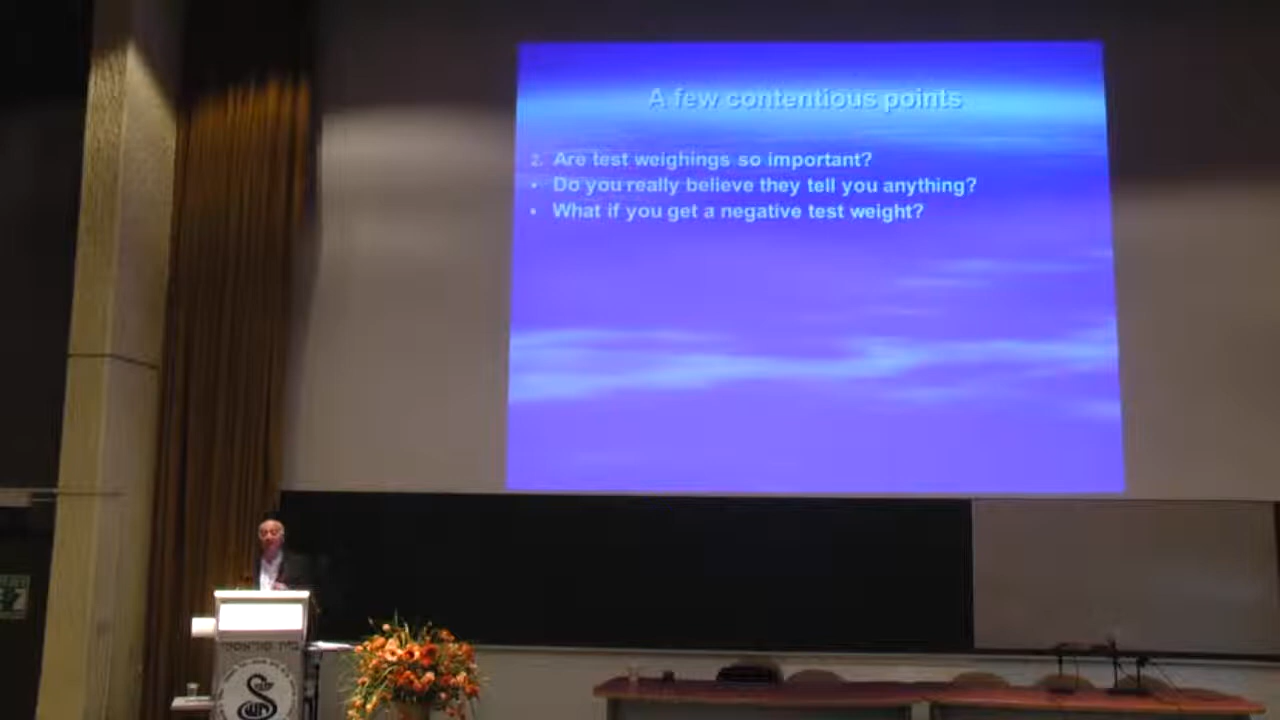 A few contentious points
2. Are test weighings so important?
• Do you really believe they tell you anything?
• What if you get a negative test weight?